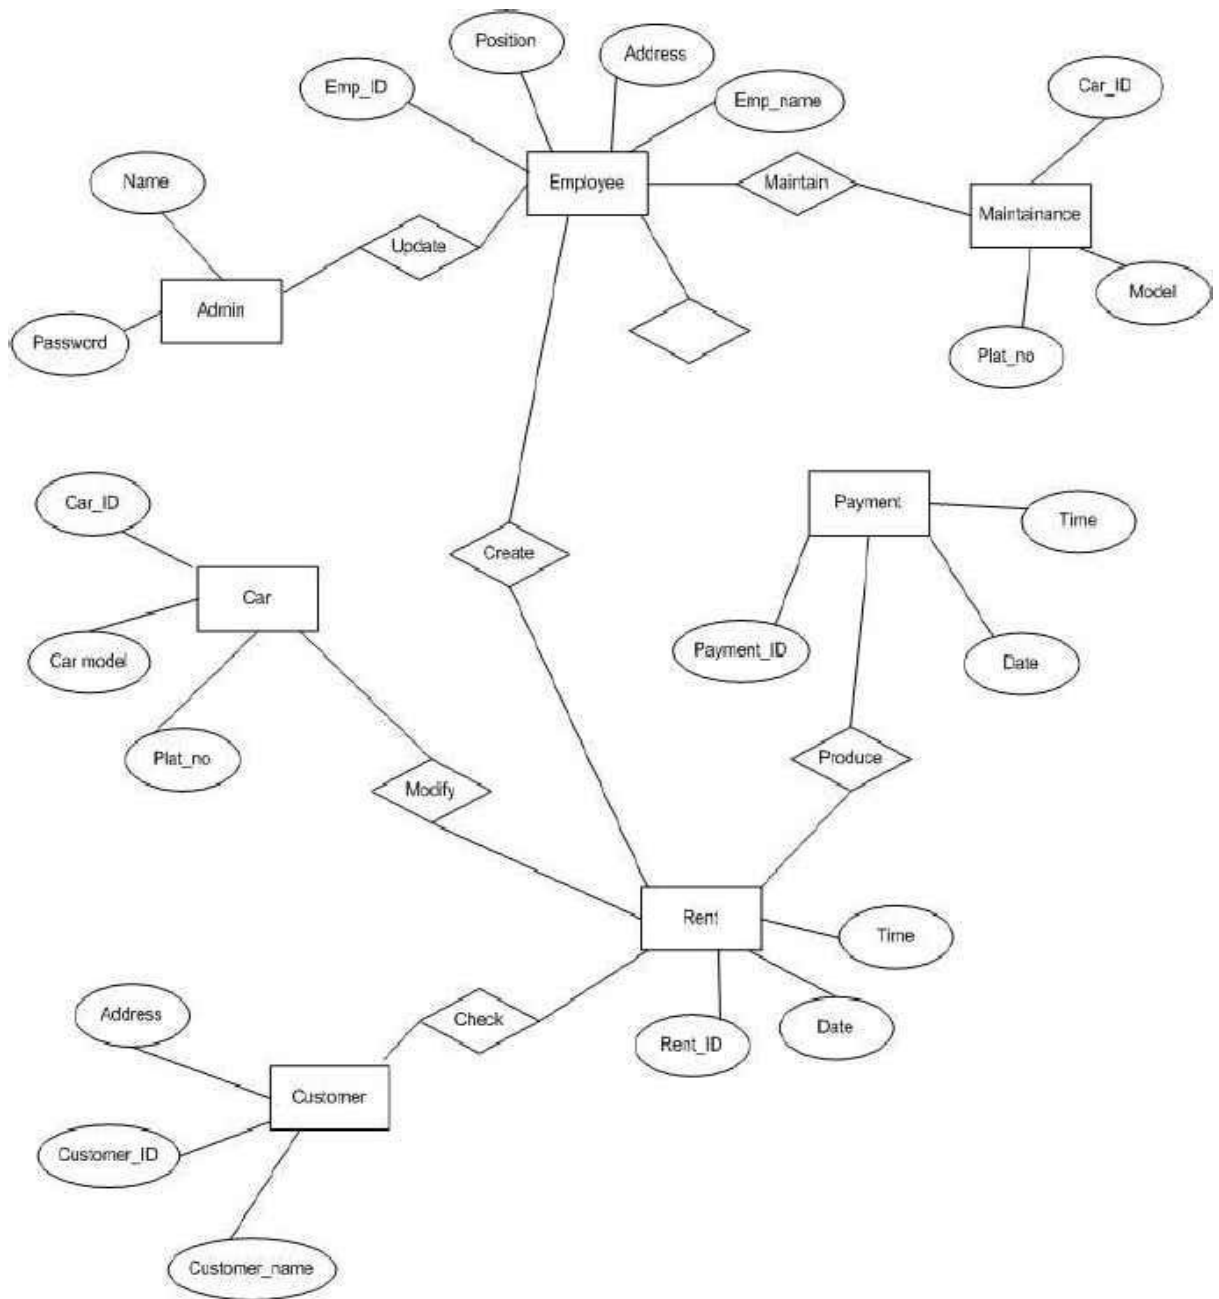 Position
Address
Emp_ID
Emp_name
Car_ID
Name
Employee
Maintain
Maintainance
Update
Admin
Model
Password
Plat_no
Car_ID
Payment
Time
Create
Car
Car model
Payment_ID
Date
Plat_no
Produce
Modify
Rent
Time
Address
Check
Date
Rent_ID
Customer
Customer_ID
Customer_name